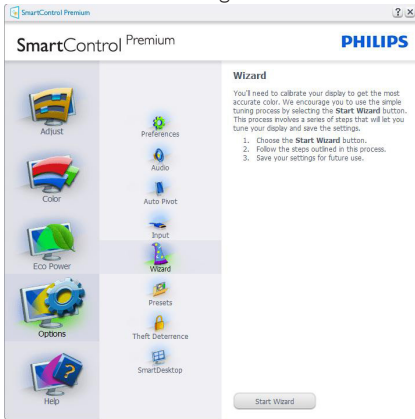 SmartControl Premium
SmartControl Premium
PHILIPS
Adjust
Color
Eco Power
Options
Help
Preferences
Audio
Auto Pivot
Input
Wizard
Presets
Theft Deterrence
SmartDesktop
Wizard
You'll need to calibrate your display to get the most
accurate color. We encourage you to use the simple
tuning process by selecting the Start Wizard button.
This process involves a series of steps that will let you
tune your display and save the settings.
1. Choose the Start Wizard button.
2. Follow the steps outlined in this process.
3. Save your settings for future use.
Start Wizard